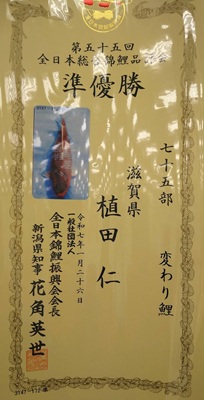 第五十五回
全日本総合錦鯉品評会
準優勝
七十五部　変わり鯉
滋賀県
植田　仁
令和七年一月二十六日
一般社団法人
全日本錦鯉振興会会長
新潟県知事　花角英世